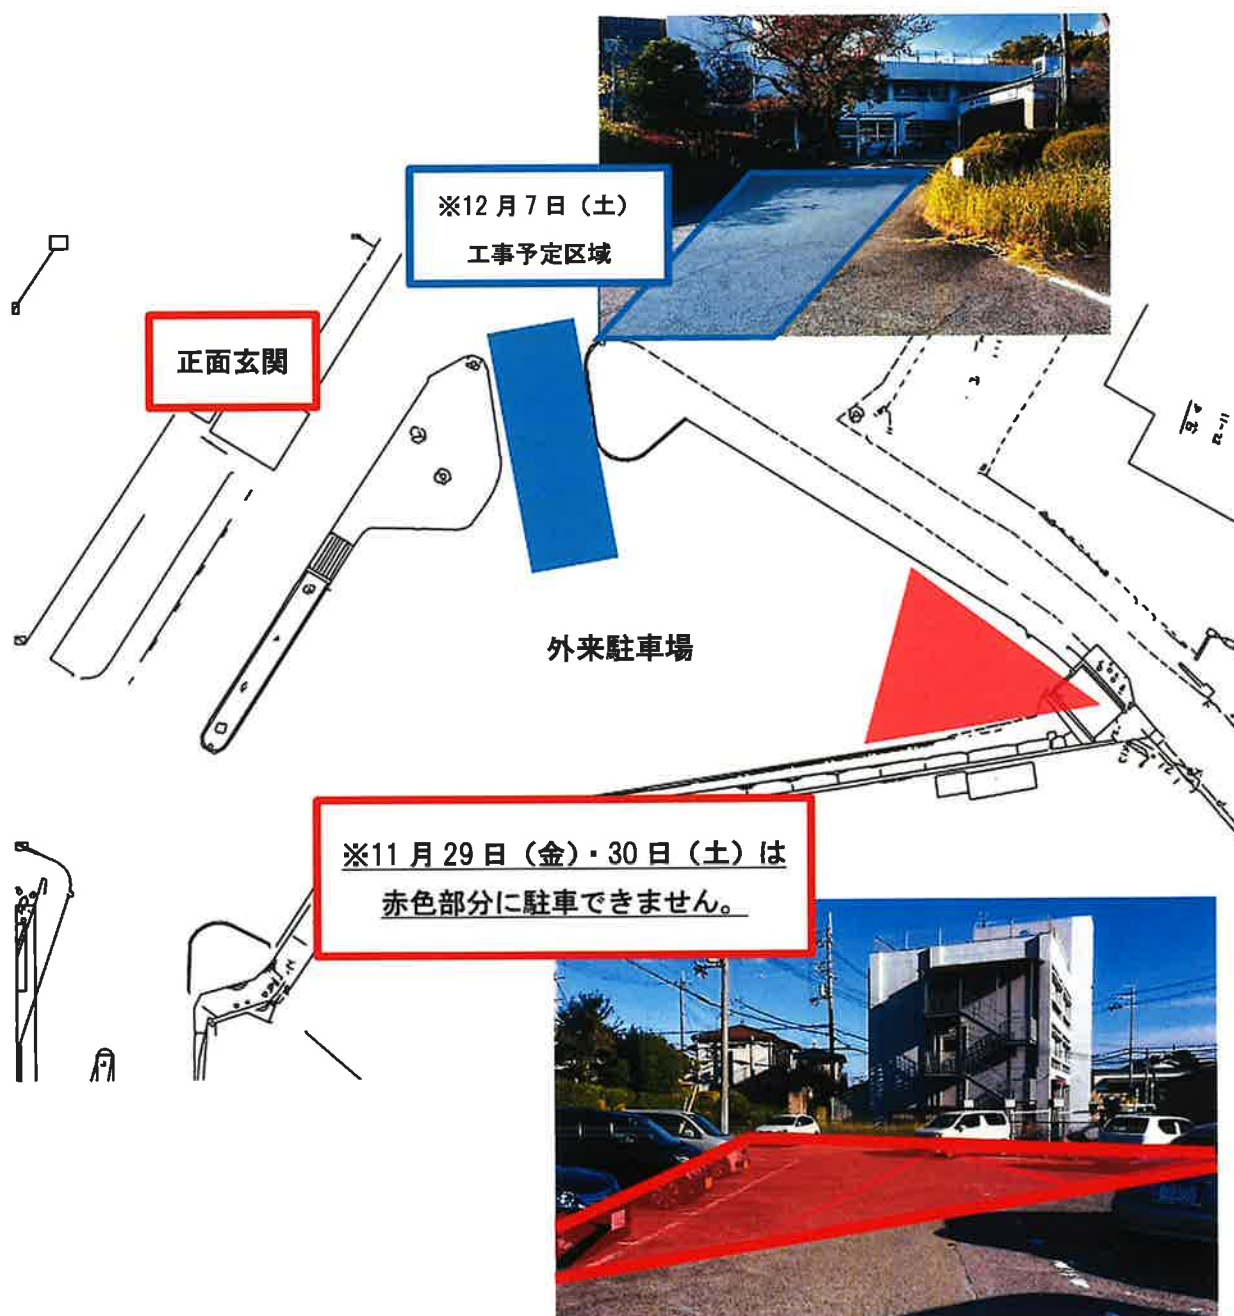 ※12月7日（土）
工事予定区域
正面玄関
外来駐車場
※11月29日（金）・30日（土）は
赤色部分に駐車できません。